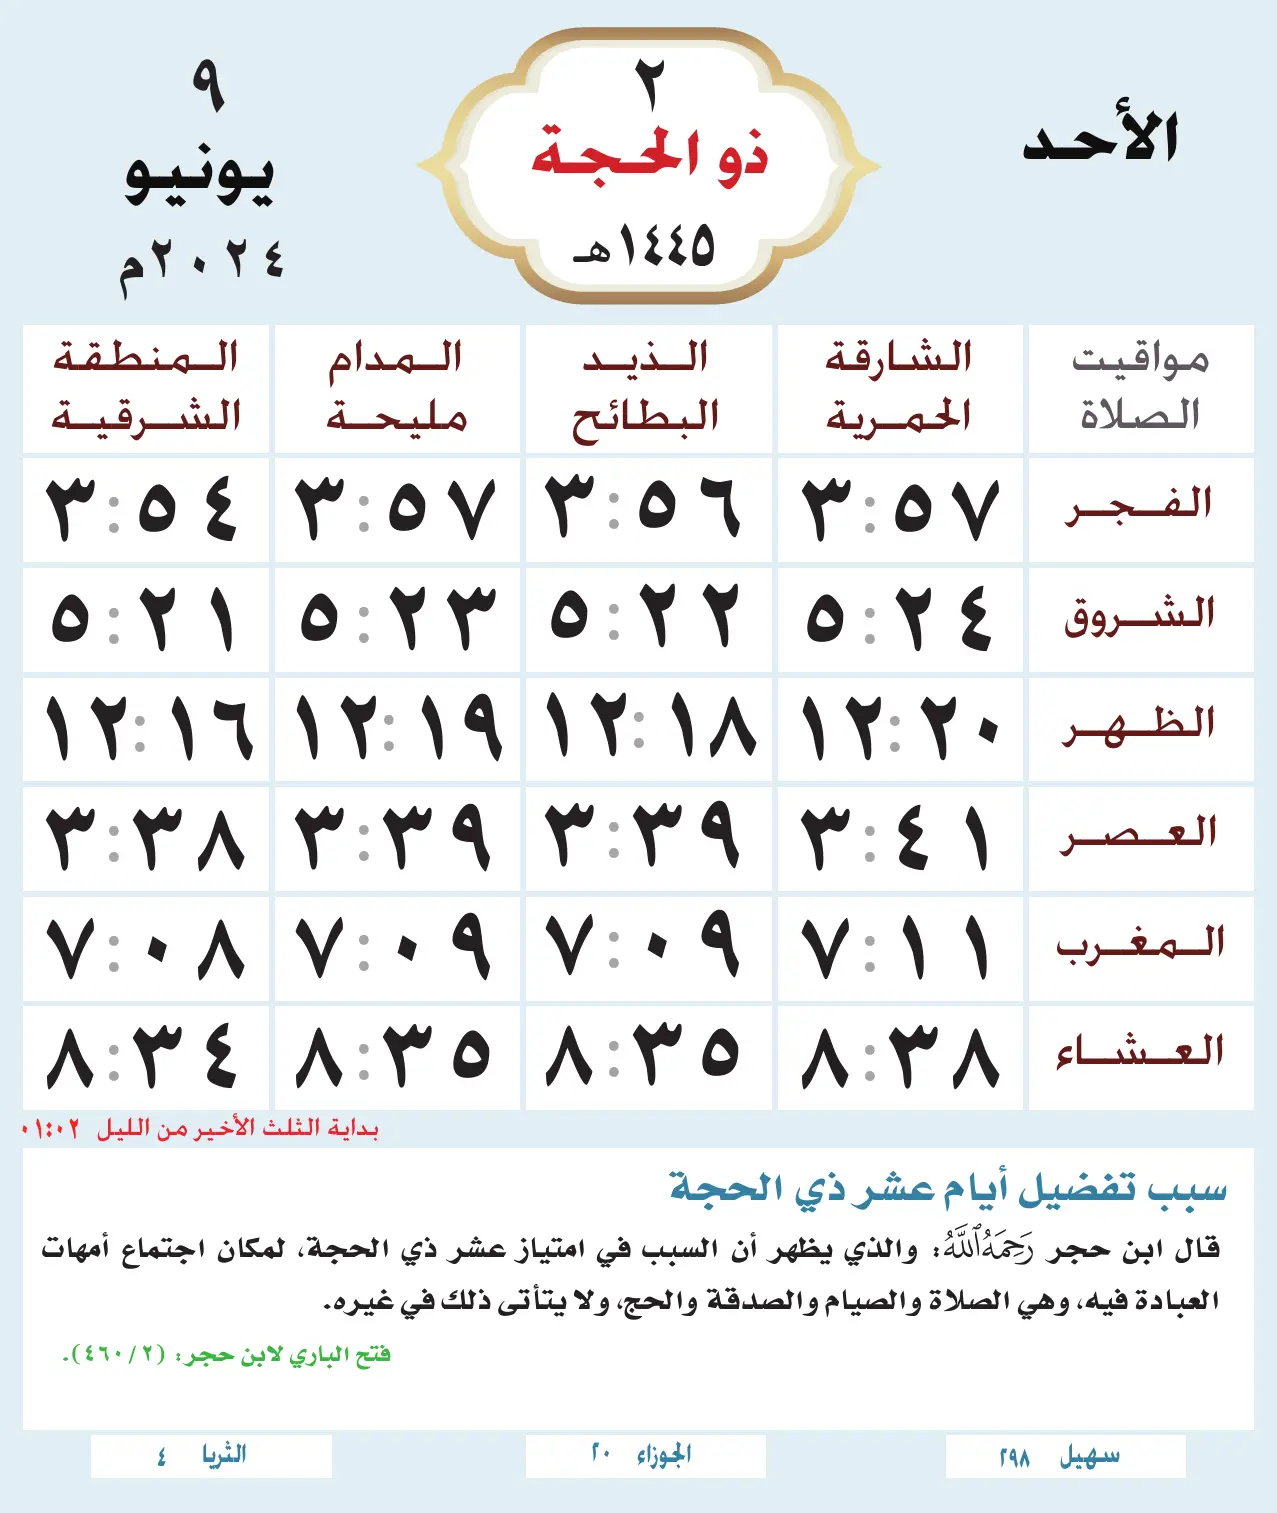 الأحد
٢
ذو الحجة
١٤٤٥هـ
٩
يونيو
٢٠٢٤م
مواقيت الصلاة	الشارقة الحمرية	الذيد البطائح	المدام مليحة	المنطقة الشرقية
الفجر	٣:٥٧	٣:٥٦	٣:٥٧	٣:٥٤
الشروق	٥:٢٤	٥:٢٢	٥:٢٣	٥:٢١
الظهر	١٢:٢٠	١٢:١٨	١٢:١٩	١٢:١٦
العصر	٣:٤١	٣:٣٩	٣:٣٩	٣:٣٨
المغرب	٧:١١	٧:٠٩	٧:٠٩	٧:٠٨
العشاء	٨:٣٨	٨:٣٥	٨:٣٥	٨:٣٤
بداية الثلث الأخير من الليل ٠١:٠٢
سبب تفضيل أيام عشر ذي الحجة
قال ابن حجر رَحِمَهُ ٱللَّهُ: والذي يظهر أن السبب في امتياز عشر ذي الحجة، لمكان اجتماع أمهات
العبادة فيه، وهي الصلاة والصيام والصدقة والحج، ولا يتأتى ذلك في غيره.
فتح الباري لابن حجر: (٤٦٠/٢).
سهيل ٢٩٨
الجوزاء ٢٠
الثريا ٤